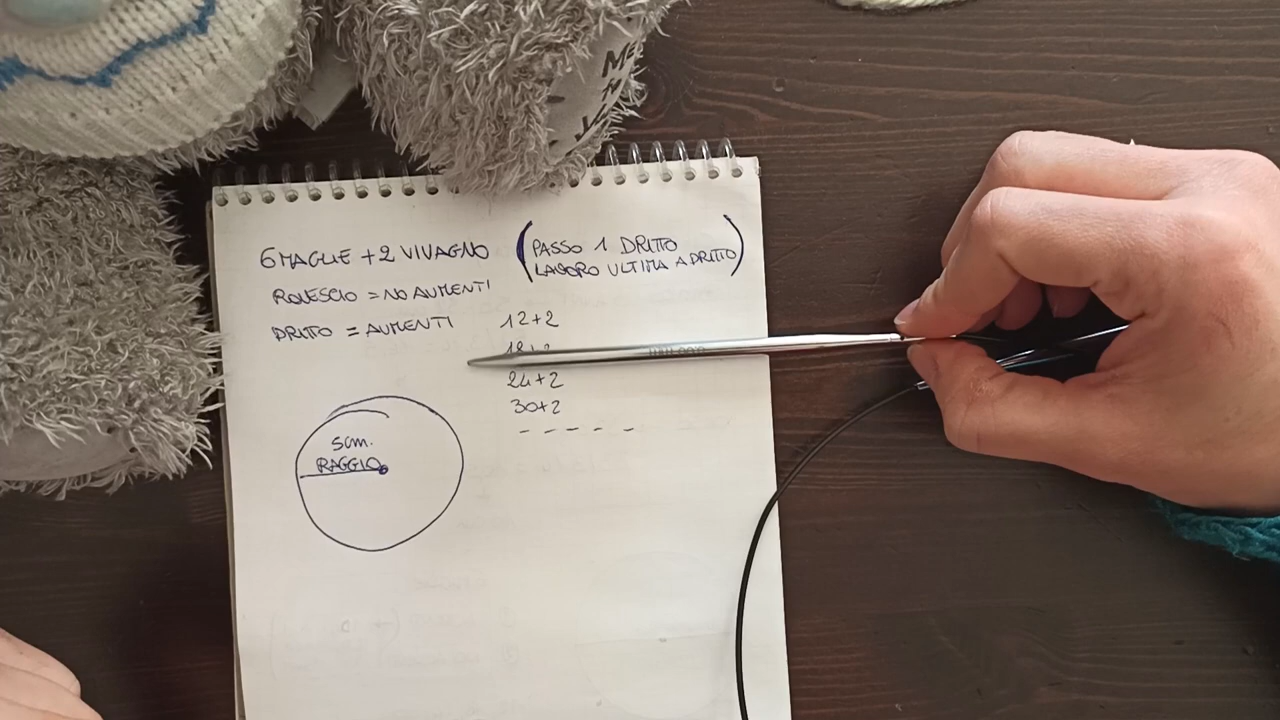 6 MAGLIE + 2 VIVAGNO
(PASSO 1 DRITTO
LAVORO ULTIMA A DRITTO)
ROVESCIO = NO AUMENTI
DRITTO = AUMENTI
12+2
24+2
30+2
- - - - -
5cm.
RAGGIO